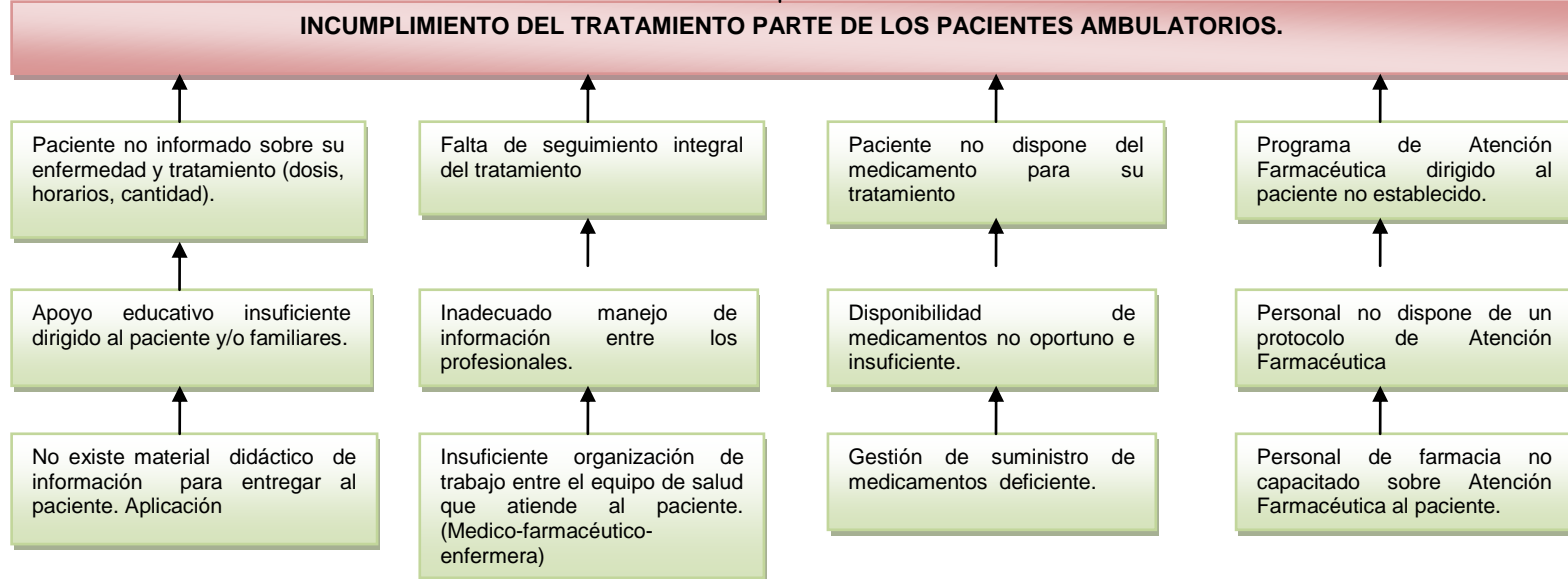 INCUMPLIMIENTO DEL TRATAMIENTO PARTE DE LOS PACIENTES AMBULATORIOS.
Paciente no informado sobre su
enfermedad y tratamiento (dosis,
horarios, cantidad).
Falta de seguimiento integral
del tratamiento
Paciente no dispone del
medicamento para su
tratamiento
Programa de Atención
Farmacéutica dirigido al
paciente no establecido.
Apoyo educativo insuficiente
dirigido al paciente y/o familiares.
Inadecuado manejo de
información entre los
profesionales.
Disponibilidad de
medicamentos no oportuno e
insuficiente.
Personal no dispone de un
protocolo de Atención
Farmacéutica
No existe material didáctico de
información para entregar al
paciente. Aplicación
Insuficiente organización de
trabajo entre el equipo de salud
que atiende al paciente.
(Medico-farmacéutico-
enfermera)
Gestión de suministro de
medicamentos deficiente.
Personal de farmacia no
capacitado sobre Atención
Farmacéutica al paciente.